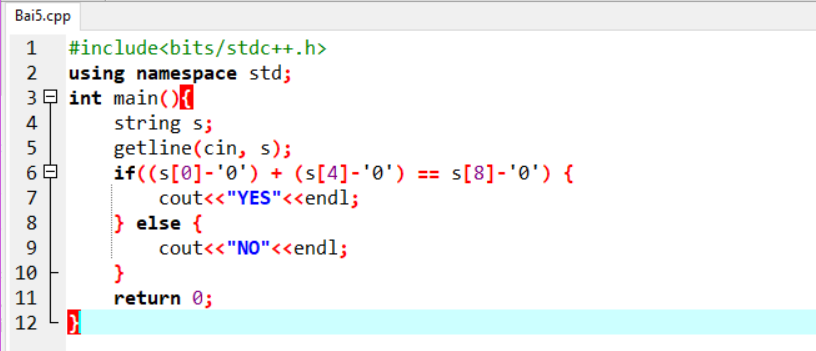 Bai5.cpp
1 #include<bits/stdc++.h>
2 using namespace std;
3 int main(){
4     string s;
5     getline(cin, s);
6     if((s[0]-'0') + (s[4]-'0') == s[8]-'0') {
7         cout<<"YES"<<endl;
8     } else {
9         cout<<"NO"<<endl;
10     }
11     return 0;
12 }